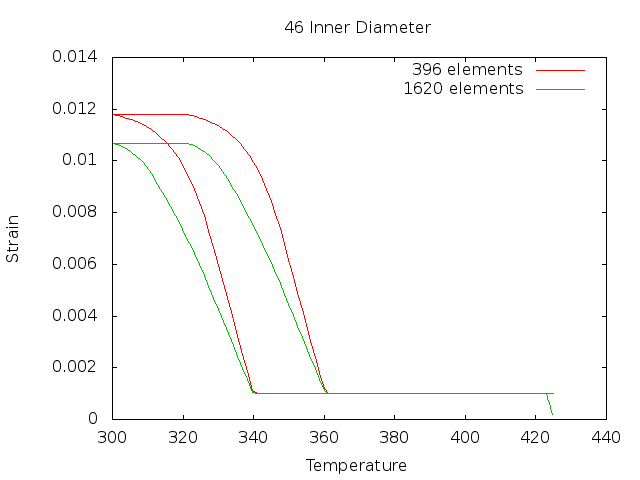 46 Inner Diameter
0.014
396 elements
1620 elements
0.012
0.01
0.008
Strain
0.006
0.004
0.002
0
300 320 340 360 380 400 420 440
Temperature